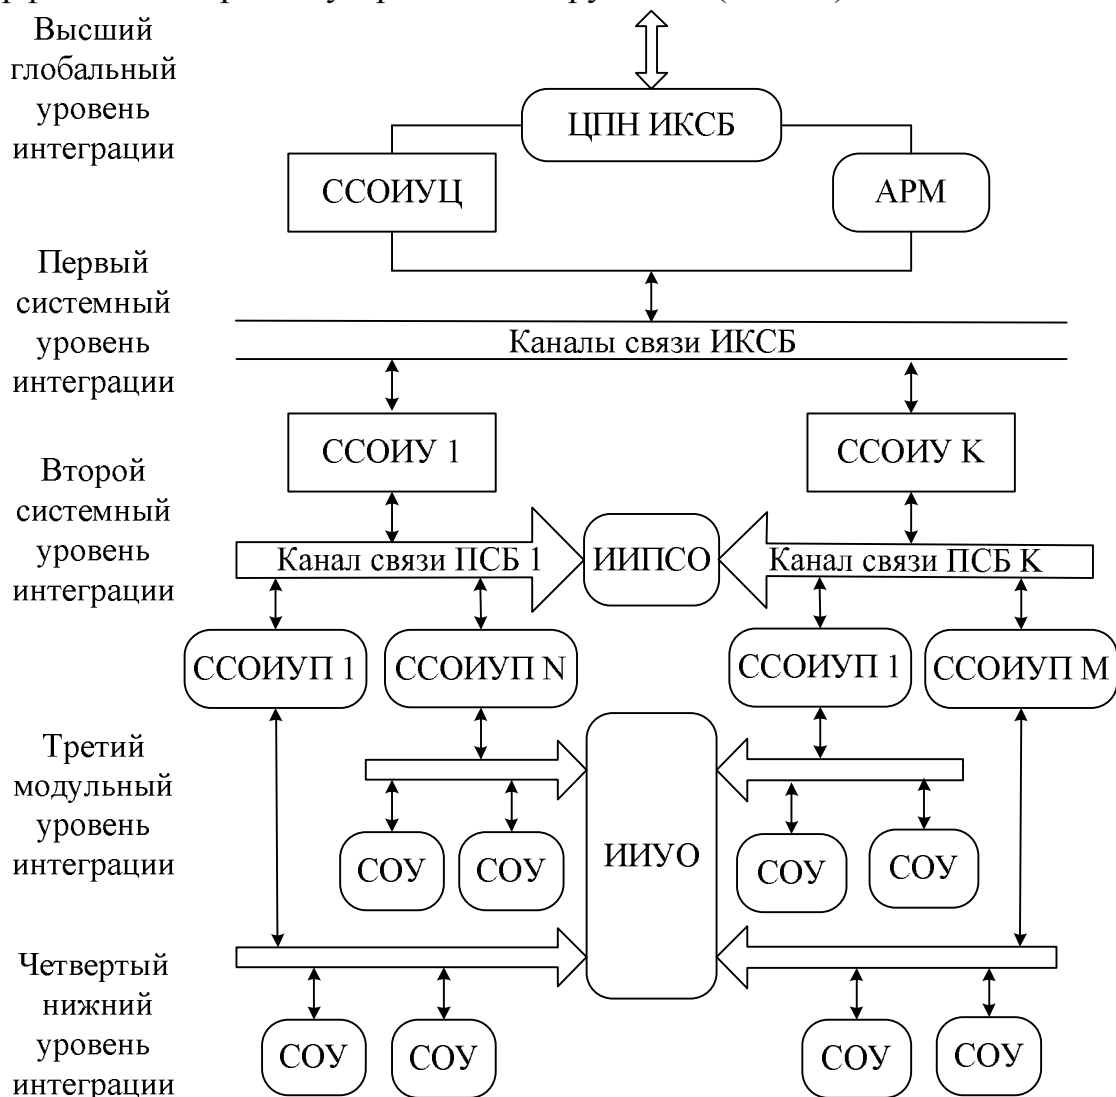 Высший
глобальный
уровень
интеграции
ЦПН ИКСБ
ССОИУЦ
АРМ
Первый
системный
уровень
интеграции
Каналы связи ИКСБ
ССОИУ 1
ССОИУ K
Второй
системный
уровень
интеграции
Канал связи ПСБ 1
ИИПСО
Канал связи ПСБ K
ССОИУП 1
ССОИУП N
ССОИУП 1
ССОИУП M
Третий
модульный
уровень
интеграции
ИИУО
СОУ
СОУ
СОУ
СОУ
Четвертый
нижний
уровень
интеграции
СОУ
СОУ
СОУ
СОУ